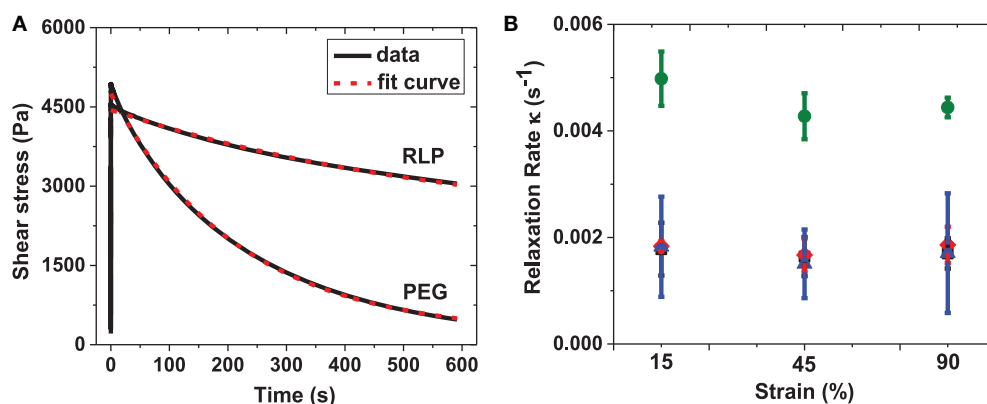 A
6000
4500
3000
1500
0
Shear stress (Pa)
data
fit curve
RLP
PEG
0 100 200 300 400 500 600
Time (s)
B
0.006
0.004
0.002
0.000
Relaxation Rate κ (s⁻¹)
15 45 90
Strain (%)